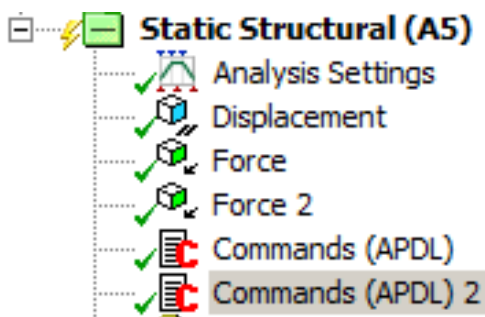 Static Structural (A5)
Analysis Settings
Displacement
Force
Force 2
Commands (APDL)
Commands (APDL) 2